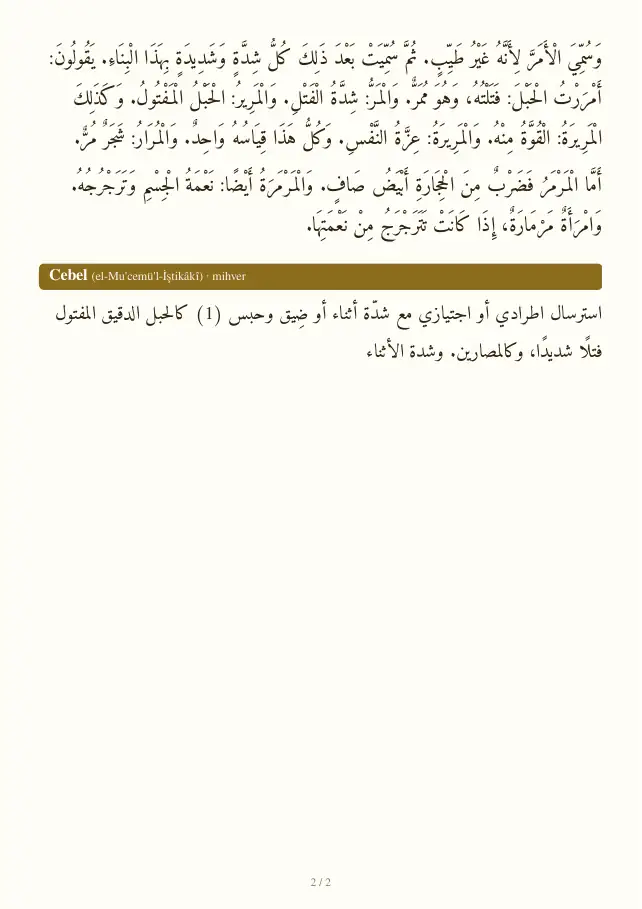 وَسُمِّيَ الْأَمَرَّ لِأَنَّهُ غَيْرُ طَيِّبٍ. ثُمَّ سُمِّيَتْ بَعْدَ ذَلِكَ كُلُّ شِدَّةٍ وَشَدِيدَةٍ بِهَذَا الْبِنَاءِ. يَقُولُونَ:
أَمْرَرْتُ الْحَبْلَ: فَتَلْتُهُ، وَهُوَ مُمَرٌّ. وَالْمَرُّ: شِدَّةُ الْفَتْلِ. وَالْمَرِيرُ: الْحَبْلُ الْمَفْتُولُ. وَكَذَلِكَ
الْمَرِيرَةُ: الْقُوَّةُ مِنْهُ. وَالْمَرِيرَةُ: عِزَّةُ النَّفْسِ. وَكُلُّ هَذَا قِيَاسُهُ وَاحِدٌ. وَالْمُرَارُ: شَجَرٌ مُرٌّ.
أَمَّا الْمَرْمَرُ فَضَرْبٌ مِنَ الْحِجَارَةِ أَبْيَضُ صَافٍ. وَالْمَرْمَرَةُ أَيْضًا: نَعْمَةُ الْجِسْمِ وَتَرَجْرُجُهُ.
وَامْرَأَةٌ مَرْمَارَةٌ، إِذَا كَانَتْ تَتَرَجْرَجُ مِنْ نَعْمَتِهَا.
Cebel (el-Mu'cemü'l-İştikâkî) · mihver
استرسال اطرادي أو اجتيازي مع شدّة أثناء أو ضِيق وحبس (1) كالحبل الدقيق المفتول
فتلًا شديدًا، وكالمصارين. وشدة الأثناء
2 / 2